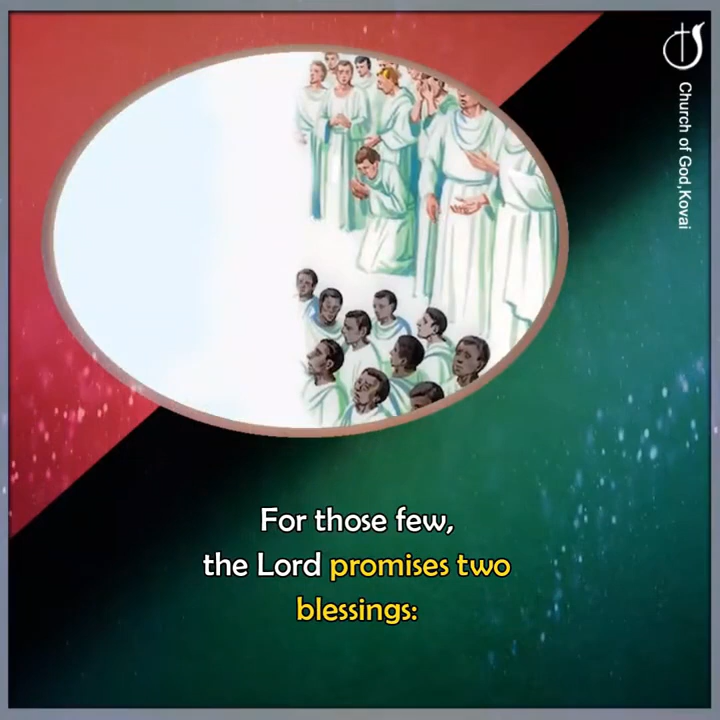 Church of God,Kovai
For those few,
the Lord promises two
blessings: